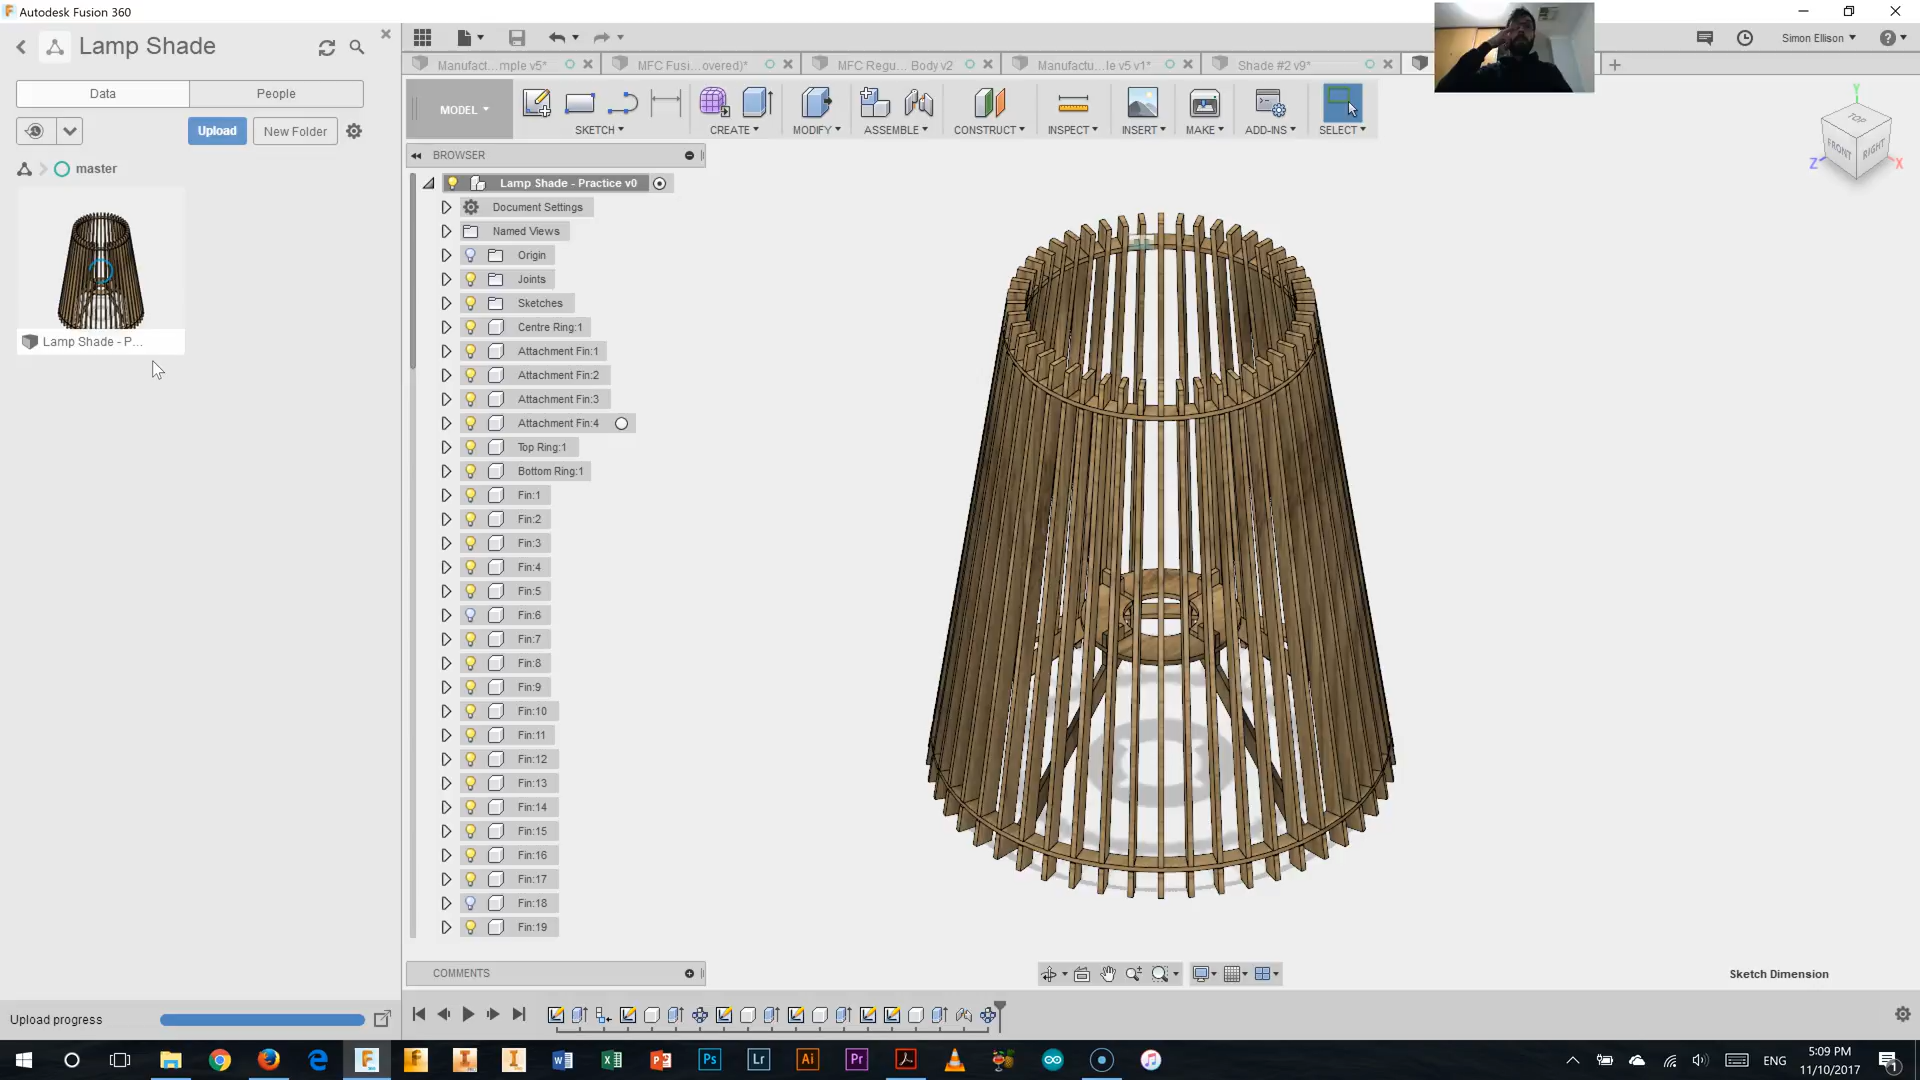 Autodesk Fusion 360
Lamp Shade
Data
People
Upload
New Folder
master
Lamp Shade - P...
Upload progress
Manufact...mple v5*
MFC Fusi...overed)*
MFC Regu... Body v2
Manufactu...le v5 v1*
Shade #2 v9*
Simon Ellison
MODEL
SKETCH
CREATE
MODIFY
ASSEMBLE
CONSTRUCT
INSPECT
INSERT
MAKE
ADD-INS
SELECT
BROWSER
Lamp Shade - Practice v0
Document Settings
Named Views
Origin
Joints
Sketches
Centre Ring:1
Attachment Fin:1
Attachment Fin:2
Attachment Fin:3
Attachment Fin:4
Top Ring:1
Bottom Ring:1
Fin:1
Fin:2
Fin:3
Fin:4
Fin:5
Fin:6
Fin:7
Fin:8
Fin:9
Fin:10
Fin:11
Fin:12
Fin:13
Fin:14
Fin:15
Fin:16
Fin:17
Fin:18
Fin:19
COMMENTS
Y
TOP
FRONT
RIGHT
Z
X
Sketch Dimension
Ps
Lr
Ai
Pr
ENG
5:09 PM
11/10/2017
1